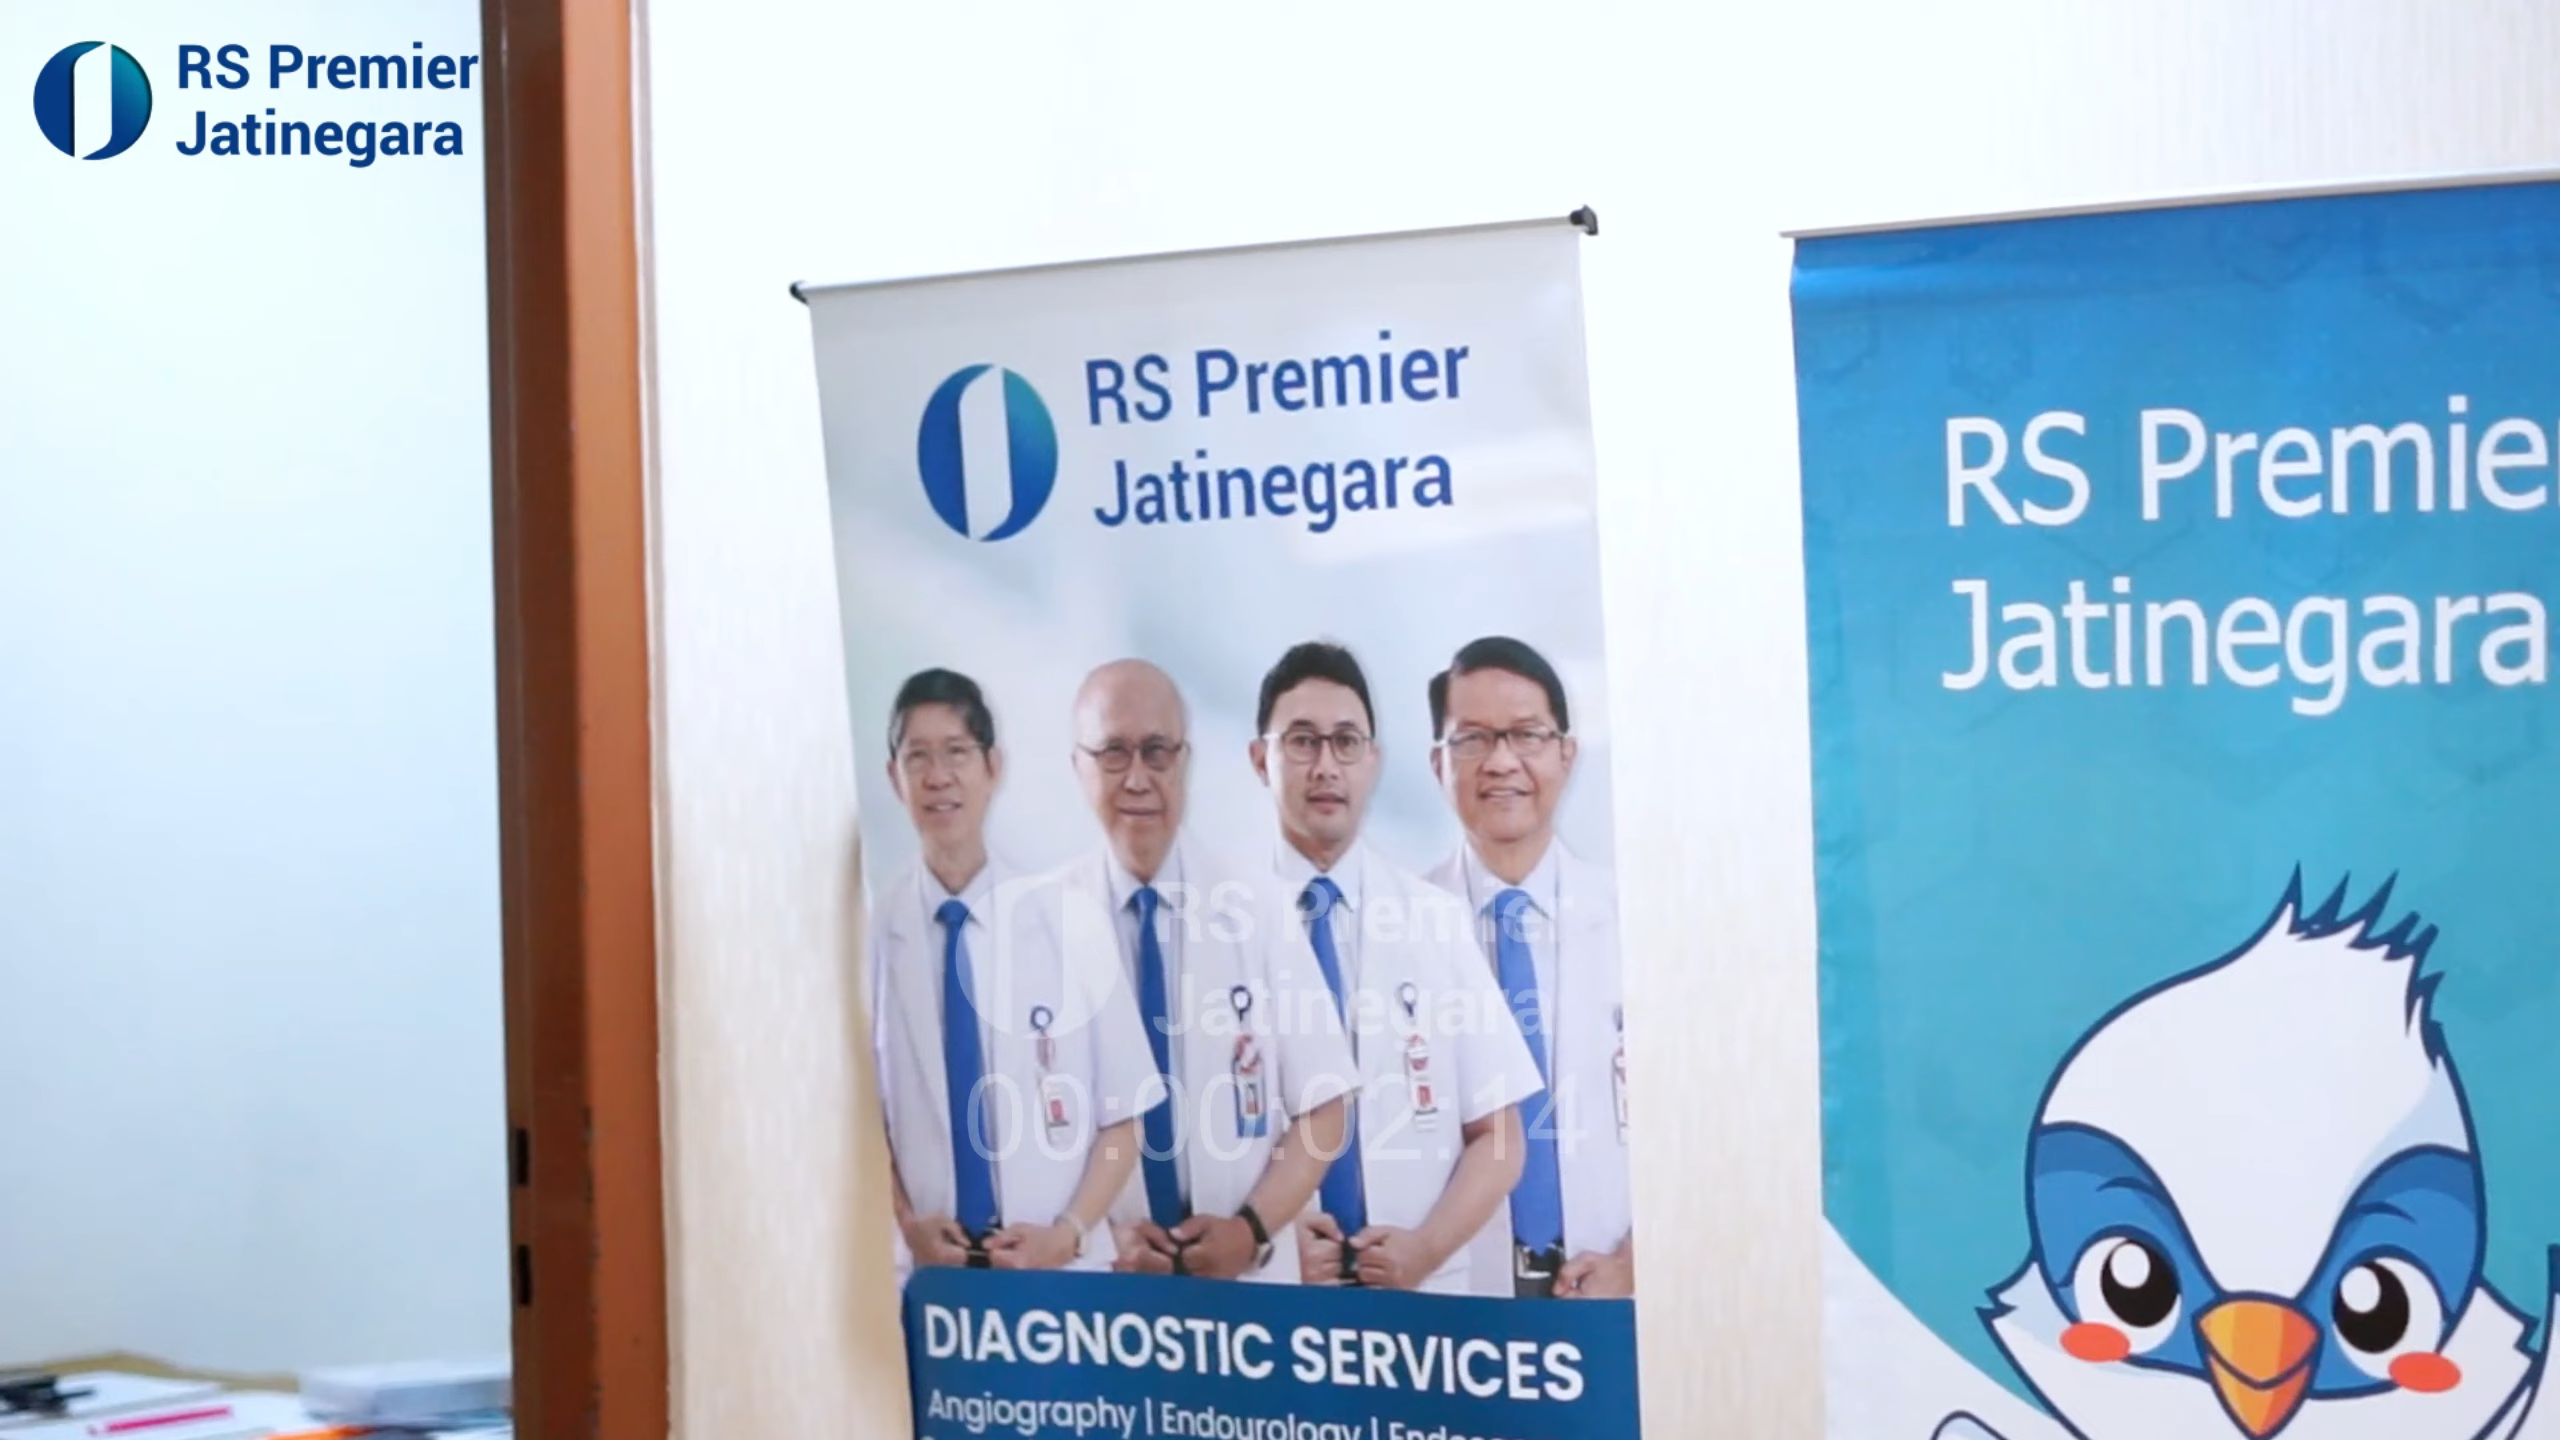 RS Premier
Jatinegara
RS Premier
Jatinegara
RS Premier
Jatinegara
00:00:02:14
DIAGNOSTIC SERVICES
Angiography | Endourology |
RS Premie
Jatinegara